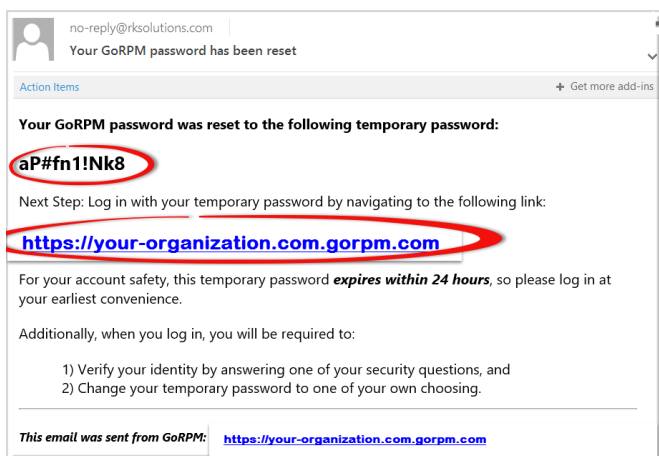 no-reply@rksolutions.com
Your GoRPM password has been reset
Action Items
+ Get more add-ins
Your GoRPM password was reset to the following temporary password:
aP#fn1!Nk8
Next Step: Log in with your temporary password by navigating to the following link:
https://your-organization.com.gorpm.com
For your account safety, this temporary password expires within 24 hours, so please log in at
your earliest convenience.
Additionally, when you log in, you will be required to:
1) Verify your identity by answering one of your security questions, and
2) Change your temporary password to one of your own choosing.
This email was sent from GoRPM: https://your-organization.com.gorpm.com